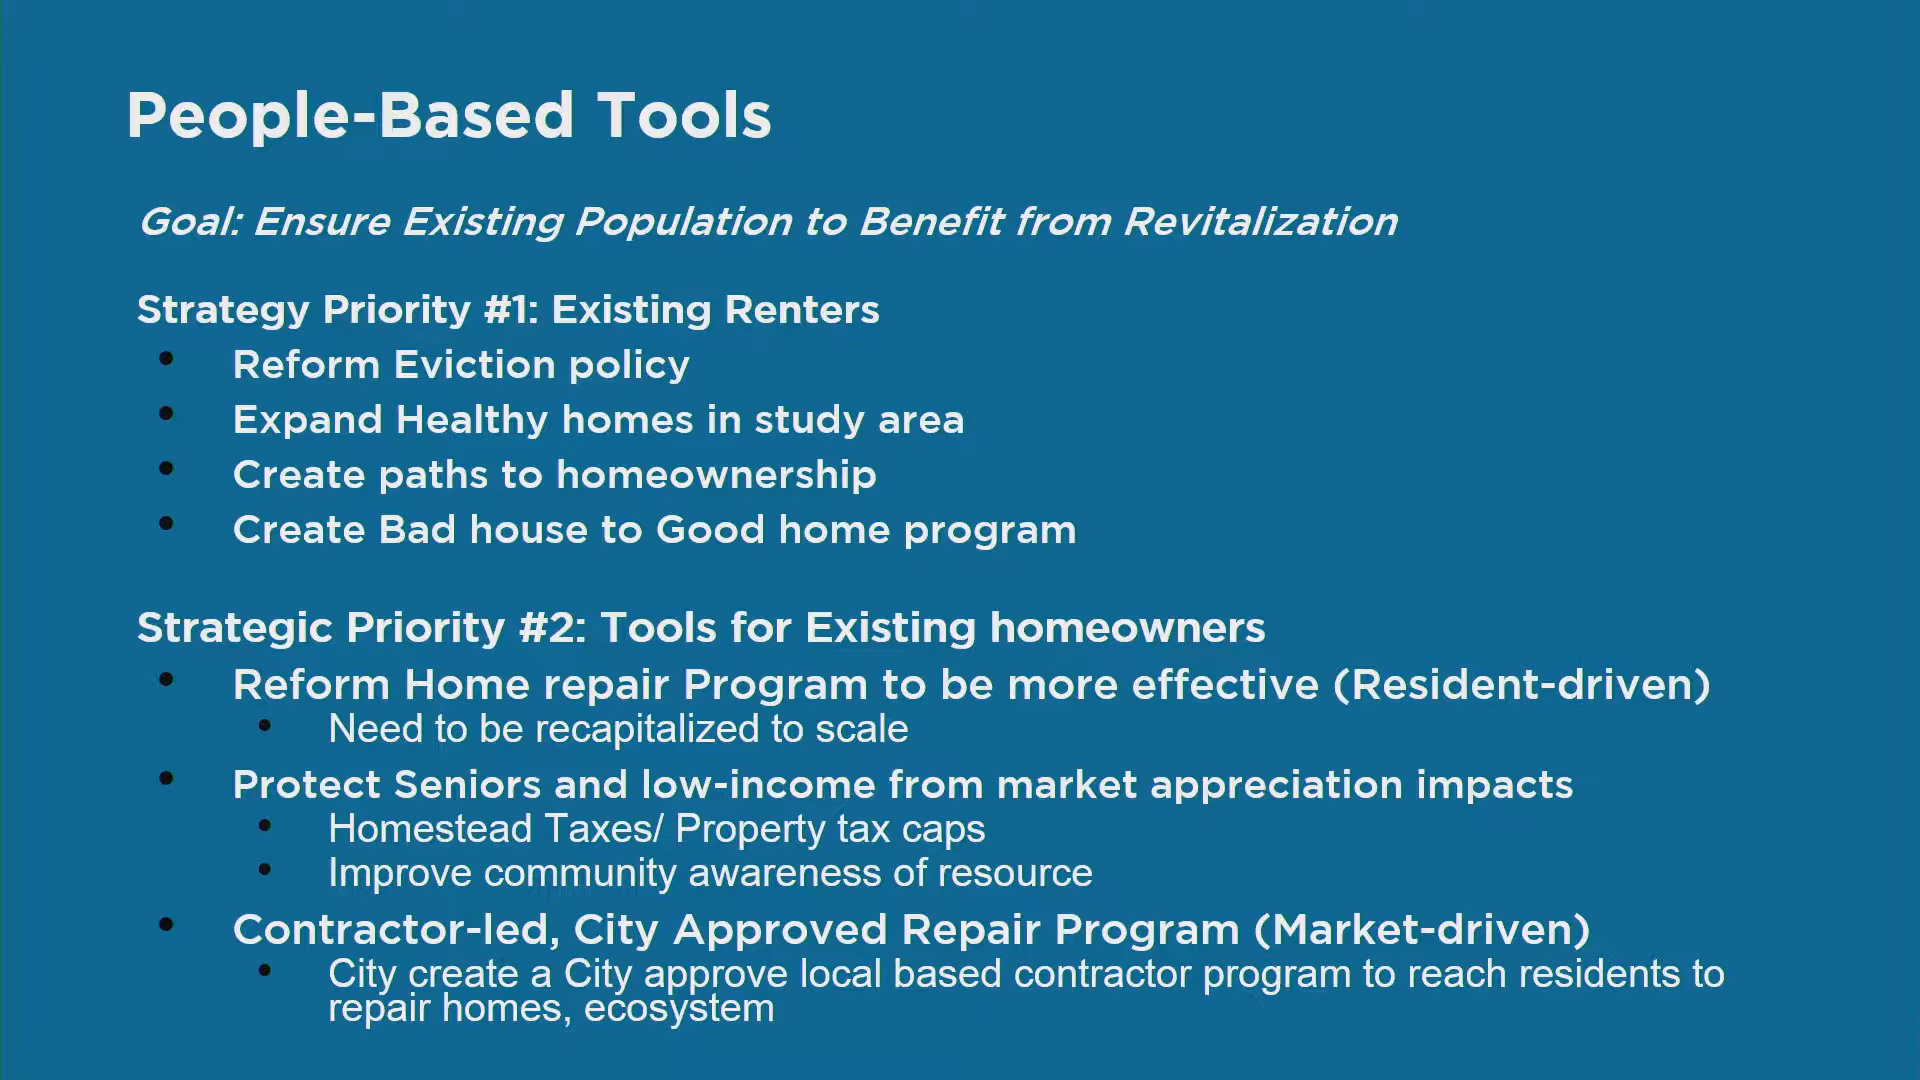 People-Based Tools
Goal: Ensure Existing Population to Benefit from Revitalization
Strategy Priority #1: Existing Renters
• Reform Eviction policy
• Expand Healthy homes in study area
• Create paths to homeownership
• Create Bad house to Good home program
Strategic Priority #2: Tools for Existing homeowners
• Reform Home repair Program to be more effective (Resident-driven)
• Need to be recapitalized to scale
• Protect Seniors and low-income from market appreciation impacts
• Homestead Taxes/ Property tax caps
• Improve community awareness of resource
• Contractor-led, City Approved Repair Program (Market-driven)
• City create a City approve local based contractor program to reach residents to
repair homes, ecosystem